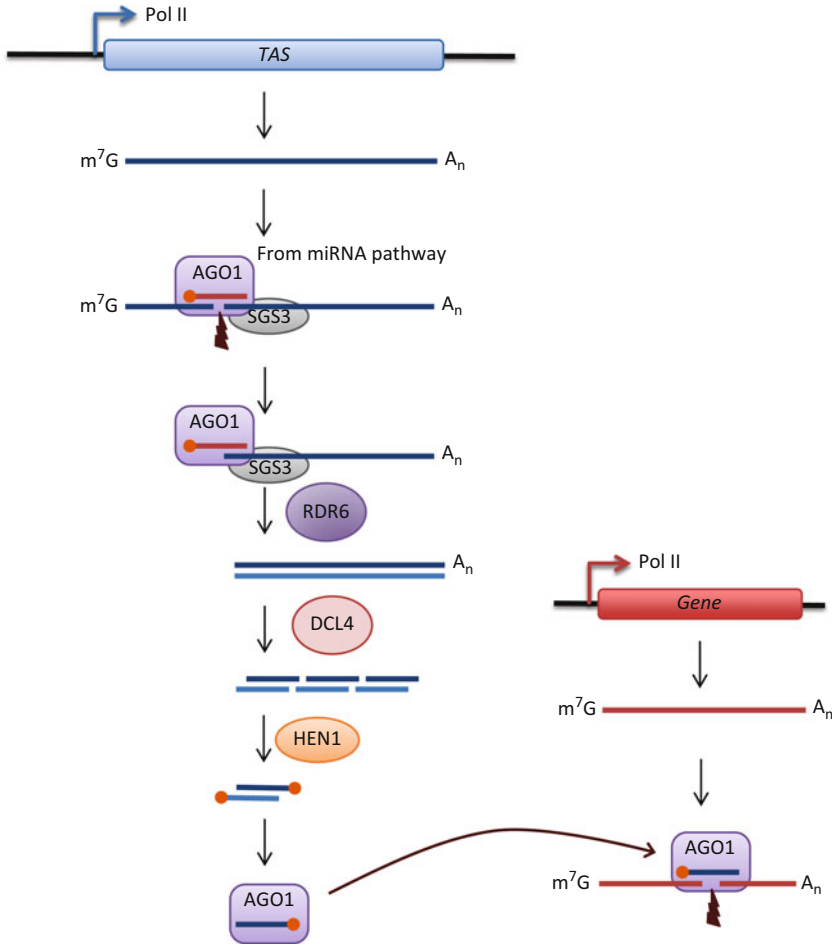 Pol II
TAS
m⁷G Aₙ
From miRNA pathway
AGO1
m⁷G Aₙ
SGS3
AGO1
Aₙ
SGS3
RDR6
Aₙ
DCL4
HEN1
AGO1
Pol II
Gene
m⁷G Aₙ
AGO1
m⁷G Aₙ